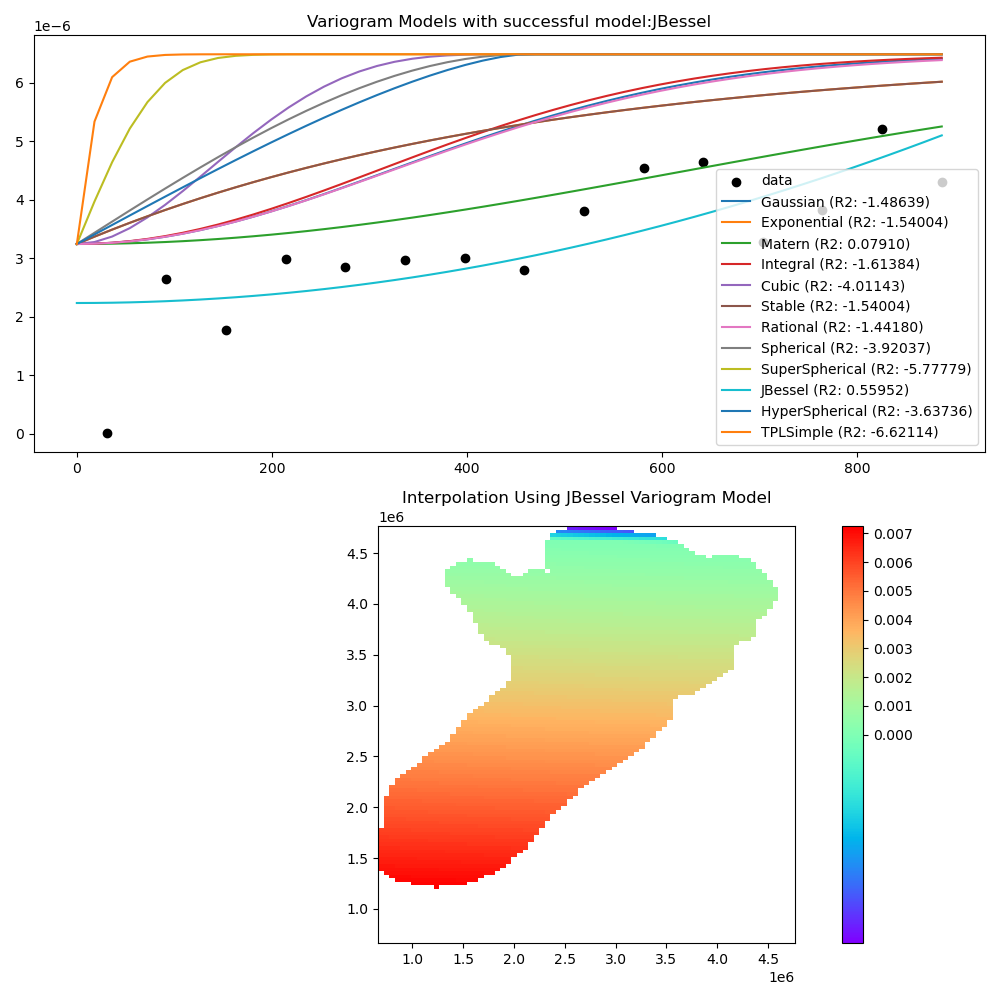 Variogram Models with successful model:JBessel
1e−6
6
5
4
3
2
1
0
0 200 400 600 800
data
Gaussian (R2: -1.48639)
Exponential (R2: -1.54004)
Matern (R2: 0.07910)
Integral (R2: -1.61384)
Cubic (R2: -4.01143)
Stable (R2: -1.54004)
Rational (R2: -1.44180)
Spherical (R2: -3.92037)
SuperSpherical (R2: -5.77779)
JBessel (R2: 0.55952)
HyperSpherical (R2: -3.63736)
TPLSimple (R2: -6.62114)
Interpolation Using JBessel Variogram Model
1e6
4.5
4.0
3.5
3.0
2.5
2.0
1.5
1.0
1.0 1.5 2.0 2.5 3.0 3.5 4.0 4.5
1e6
0.007
0.006
0.005
0.004
0.003
0.002
0.001
0.000